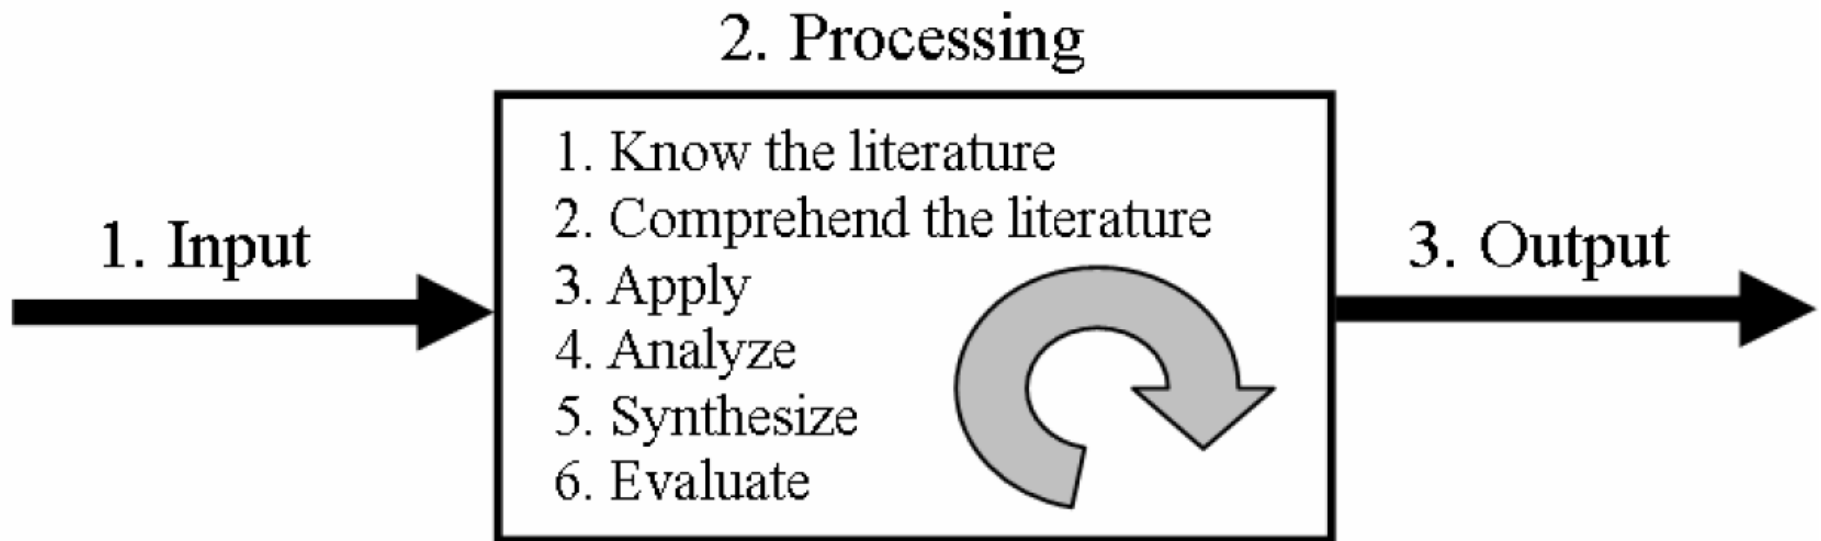 2. Processing
1. Input
1. Know the literature
2. Comprehend the literature
3. Apply
4. Analyze
5. Synthesize
6. Evaluate
3. Output